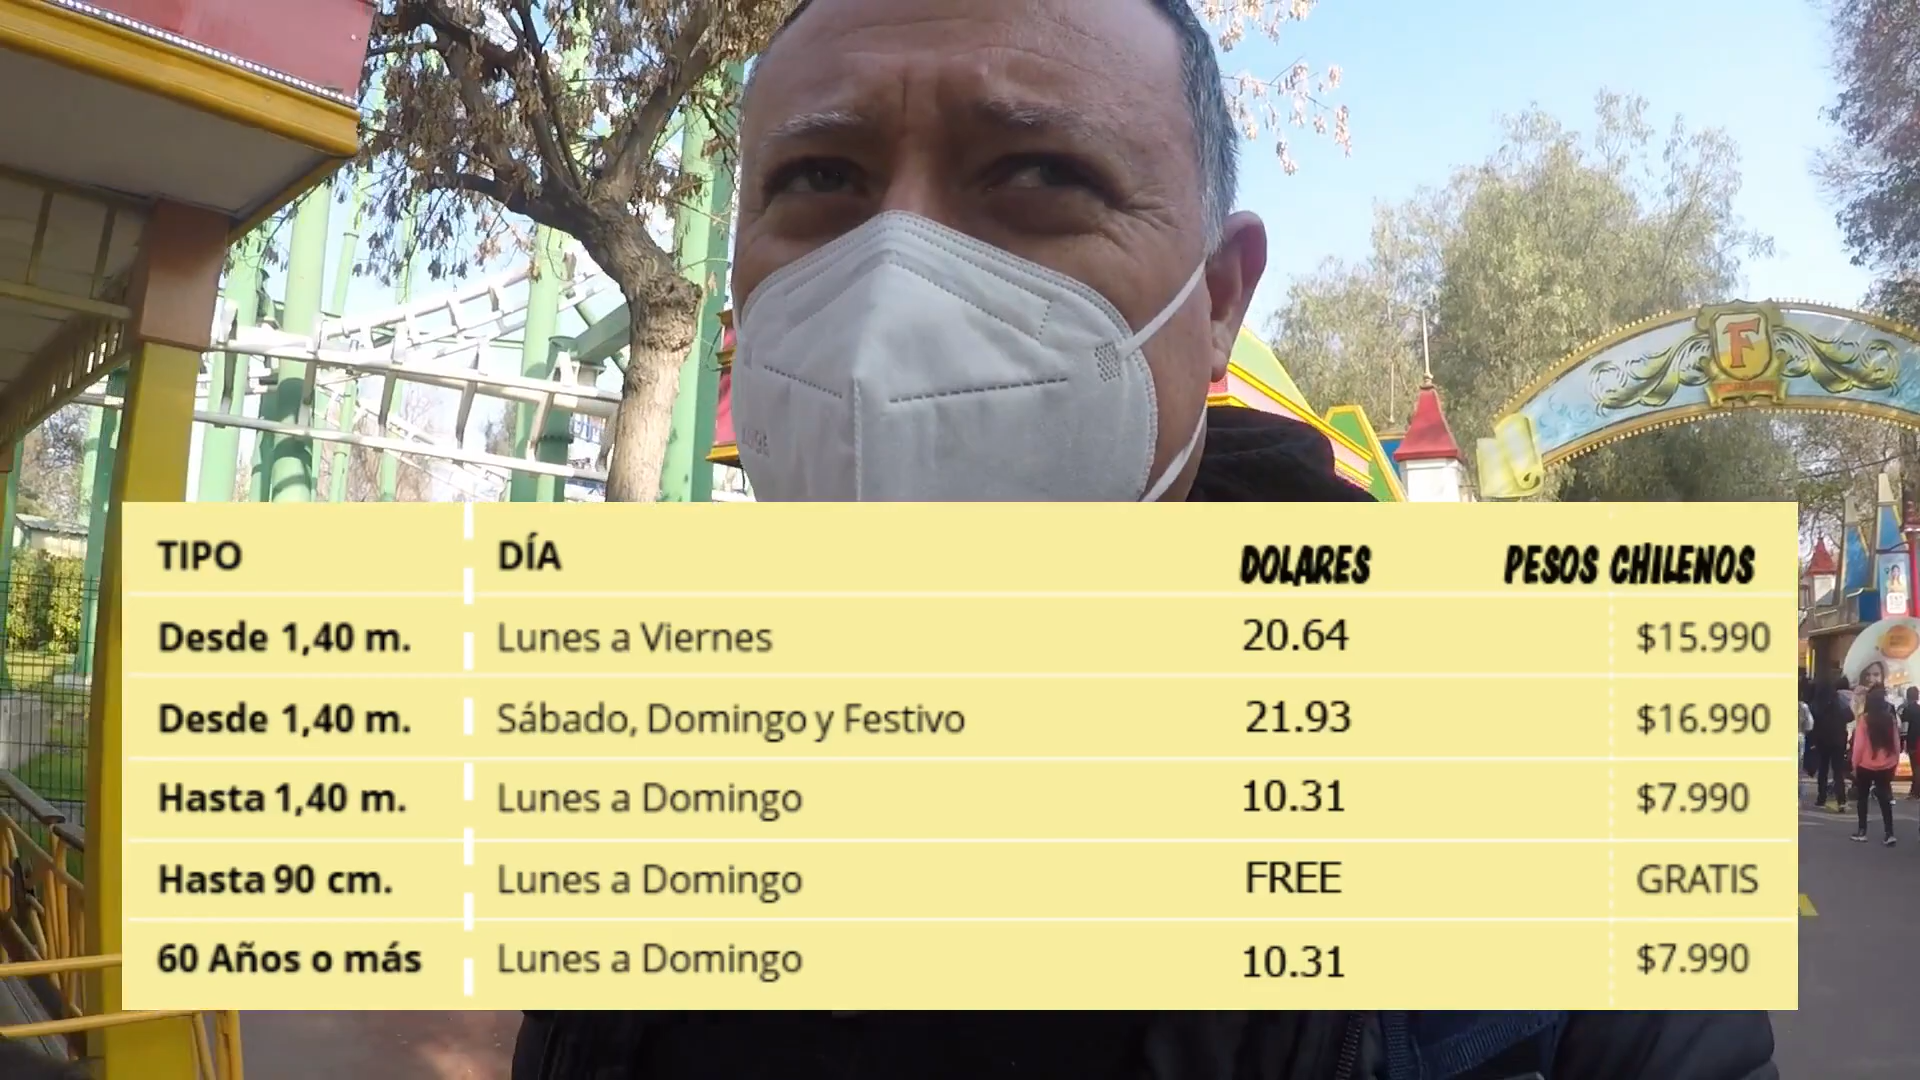 F
TIPO DÍA DOLARES PESOS CHILENOS
Desde 1,40 m. Lunes a Viernes 20.64 $15.990
Desde 1,40 m. Sábado, Domingo y Festivo 21.93 $16.990
Hasta 1,40 m. Lunes a Domingo 10.31 $7.990
Hasta 90 cm. Lunes a Domingo FREE GRATIS
60 Años o más Lunes a Domingo 10.31 $7.990